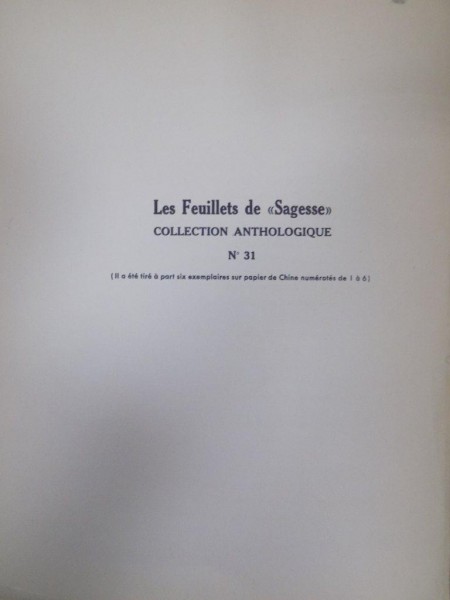 Les Feuillets de «Sagesse»
COLLECTION ANTHOLOGIQUE
N° 31
(Il a été tiré à part six exemplaires sur papier de Chine numératés de 1 à 6)